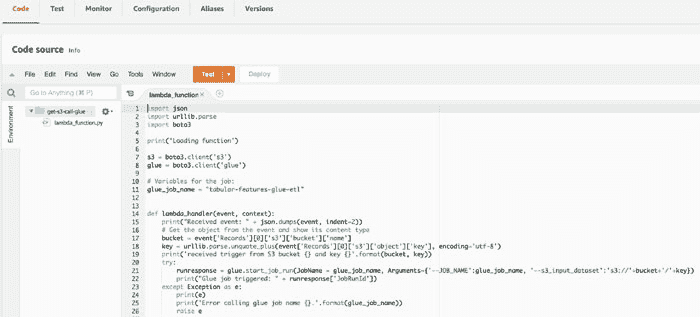 Code Test Monitor Configuration Aliases Versions
Code source Info
File Edit Find View Go Tools Window Test Deploy
Go to Anything (⌘ P)
lambda_function
Environment
get-s3-call-glue
lambda_function.py
1 import json
2 import urllib.parse
3 import boto3
4
5 print('Loading function')
6
7 s3 = boto3.client('s3')
8 glue = boto3.client('glue')
9
10 # Variables for the job:
11 glue_job_name = "tabular-features-glue-etl"
12
13
14 def lambda_handler(event, context):
15 print("Received event: " + json.dumps(event, indent=2))
16 # Get the object from the event and show its content type
17 bucket = event['Records'][0]['s3']['bucket']['name']
18 key = urllib.parse.unquote_plus(event['Records'][0]['s3']['object']['key'], encoding='utf-8')
19 print('received trigger from S3 bucket {} and key {}'.format(bucket, key))
20 try:
21 runresponse = glue.start_job_run(JobName = glue_job_name, Arguments={'--JOB_NAME':glue_job_name, '--s3_input_dataset':'s3://'+bucket+'/'+key})
22 print("Glue job triggered: " + runresponse['JobRunId'])
23 except Exception as e:
24 print(e)
25 print('Error calling glue job name {}.'.format(glue_job_name))
26 raise e